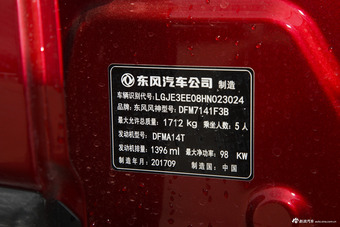 东风汽车公司 制造
车辆识别代号:LGJE3EE08HN023024
品牌:东风风神型号:DFM7141F3B
最大允许总质量:1712 kg 乘坐人数:5人
发动机型号:DFMA14T
发动机排量:1396 ml 最大净功率:98 KW
制造年月:201709 制造国:中国